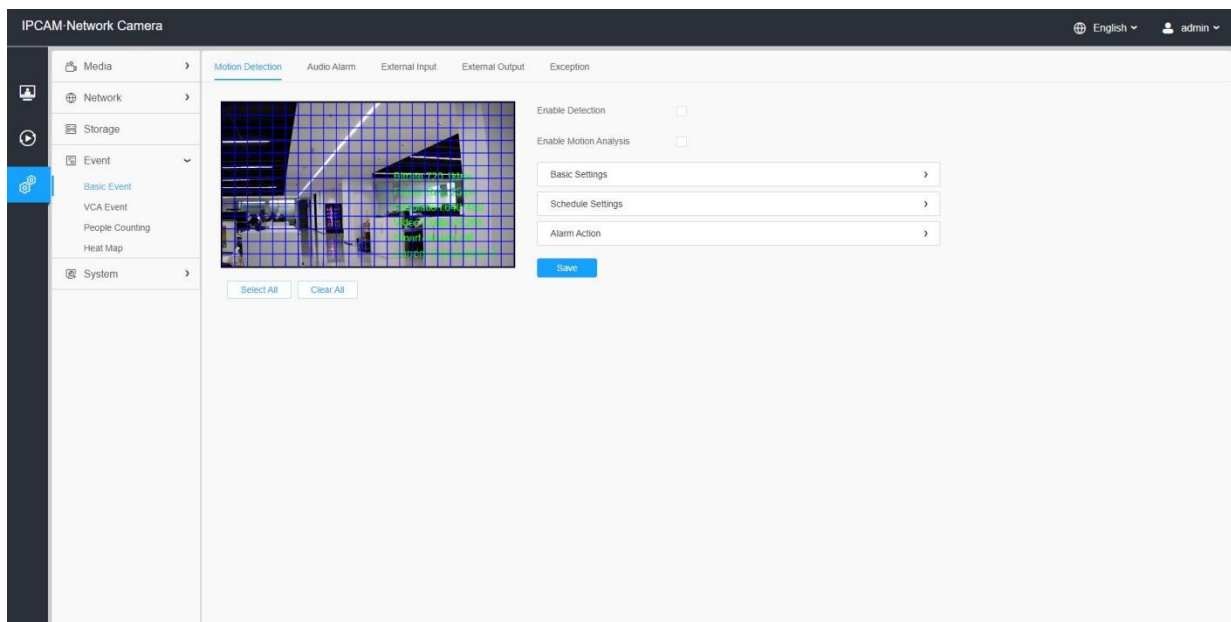 IPCAM·Network Camera
English
admin
Media
Network
Storage
Event
Basic Event
VCA Event
People Counting
Heat Map
System
Motion Detection
Audio Alarm
External Input
External Output
Exception
Enable Detection
Enable Motion Analysis
Basic Settings
Schedule Settings
Alarm Action
Save
Select All
Clear All